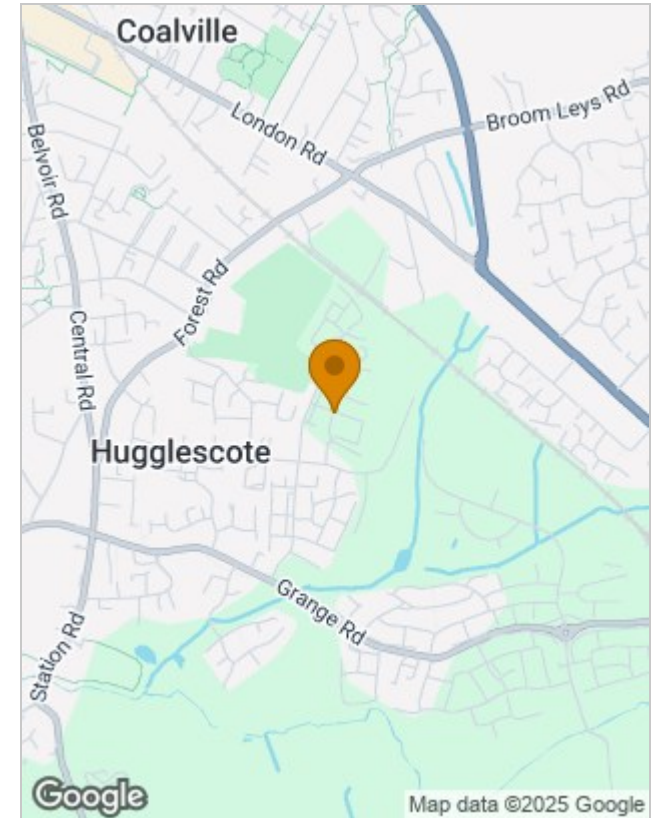 Coalville
London Rd
Broom Leys Rd
Belvoir Rd
Forest Rd
Central Rd
Hugglescote
Grange Rd
Station Rd
Google
Map data ©2025 Google